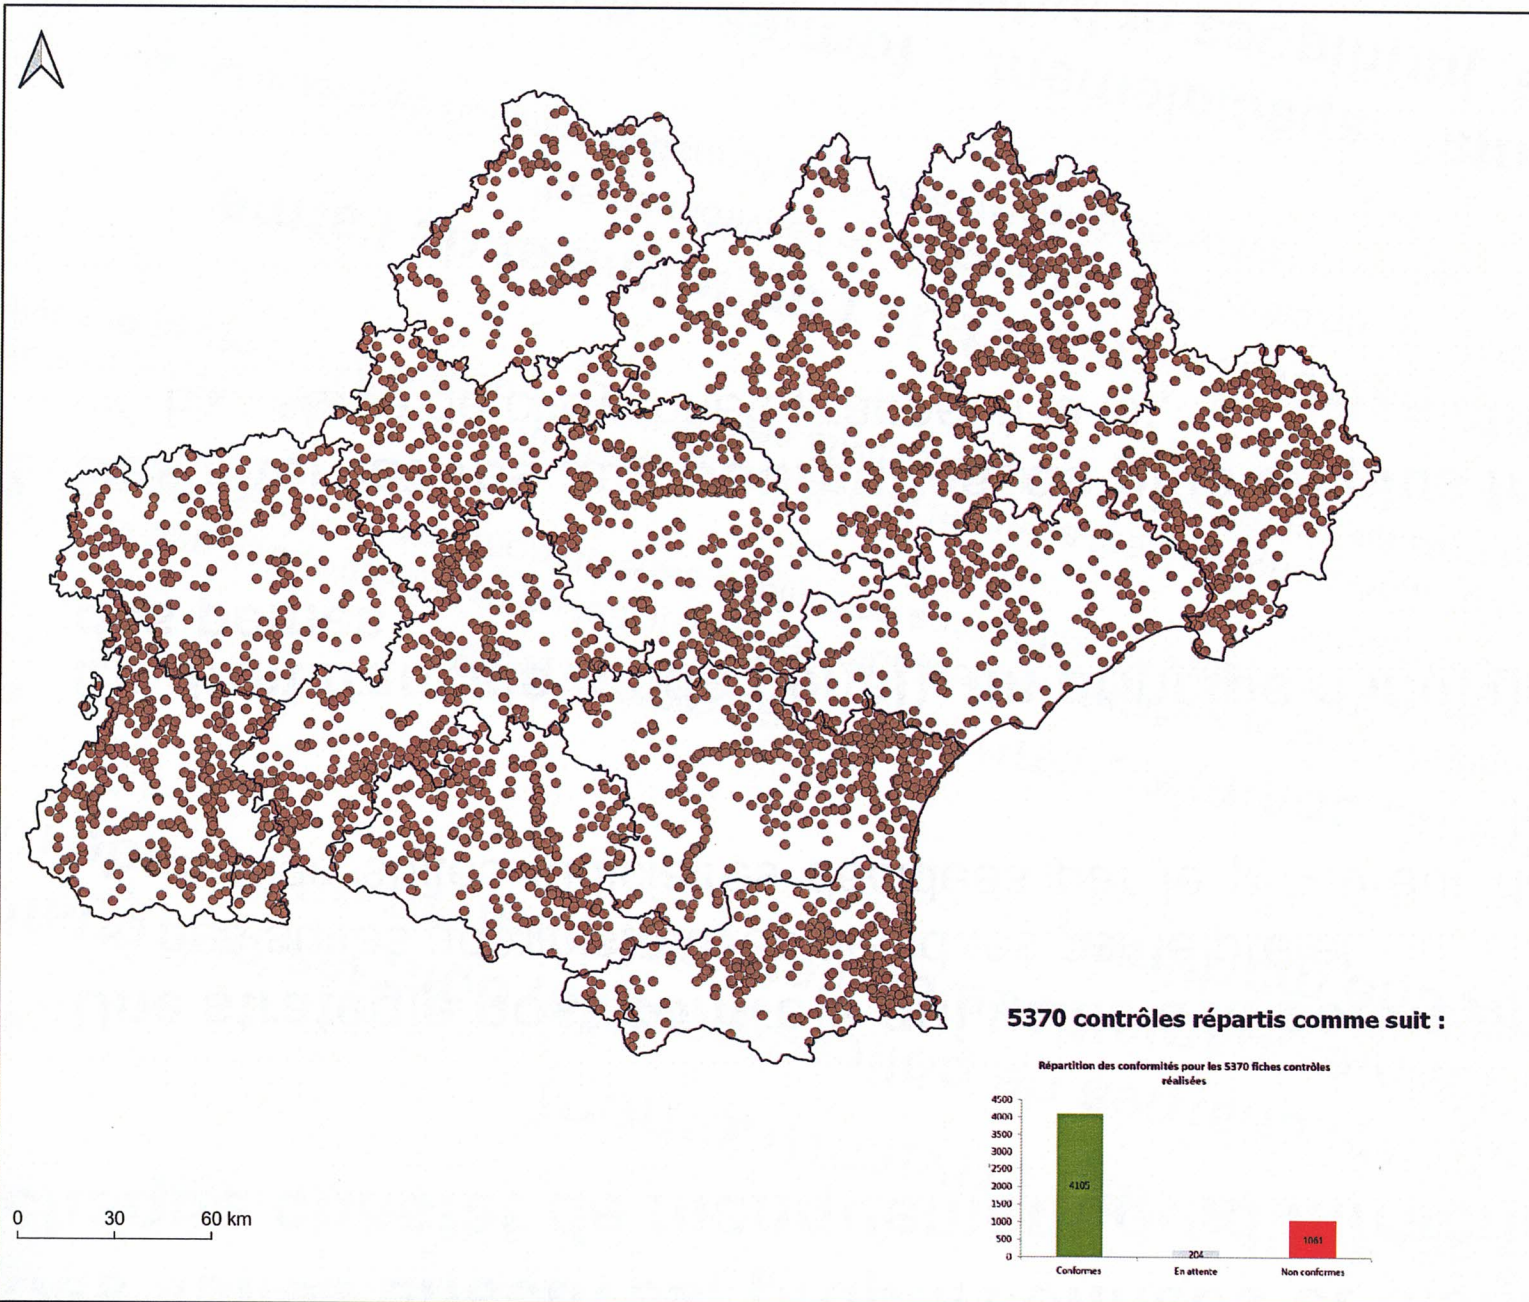 5370 contrôles répartis comme suit :
Répartition des conformités pour les 5370 fiches contrôles
réalisées
4500
4000
3500
3000
2500
2000
1500
1000
500
0
4105
204
1061
Conformes
En attente
Non conformes
0 30 60 km